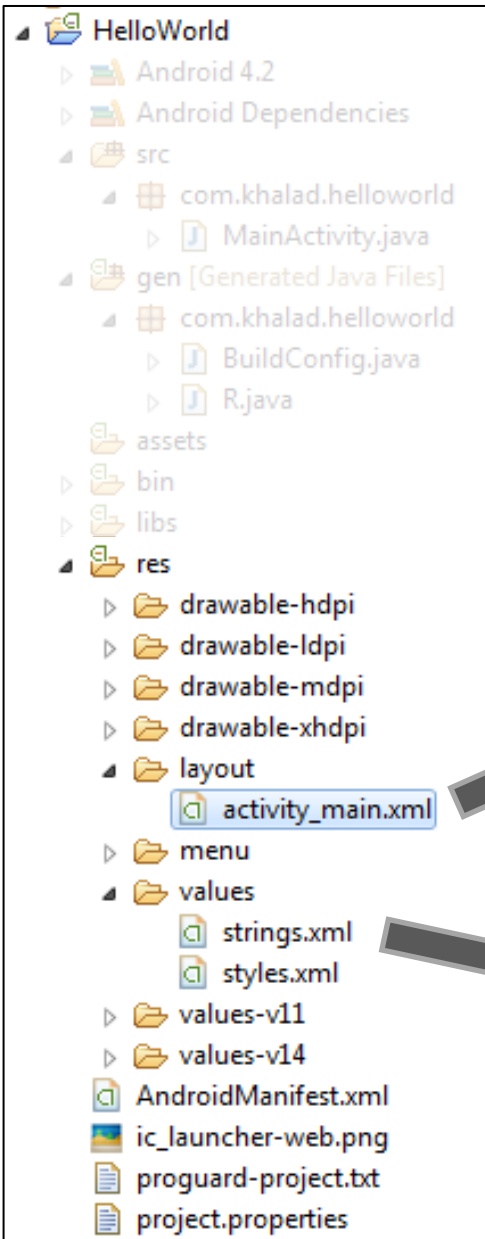 HelloWorld
Android 4.2
Android Dependencies
src
com.khalad.helloworld
MainActivity.java
gen [Generated Java Files]
com.khalad.helloworld
BuildConfig.java
R.java
assets
bin
libs
res
drawable-hdpi
drawable-ldpi
drawable-mdpi
drawable-xhdpi
layout
activity_main.xml
menu
values
strings.xml
styles.xml
values-v11
values-v14
AndroidManifest.xml
ic_launcher-web.png
proguard-project.txt
project.properties